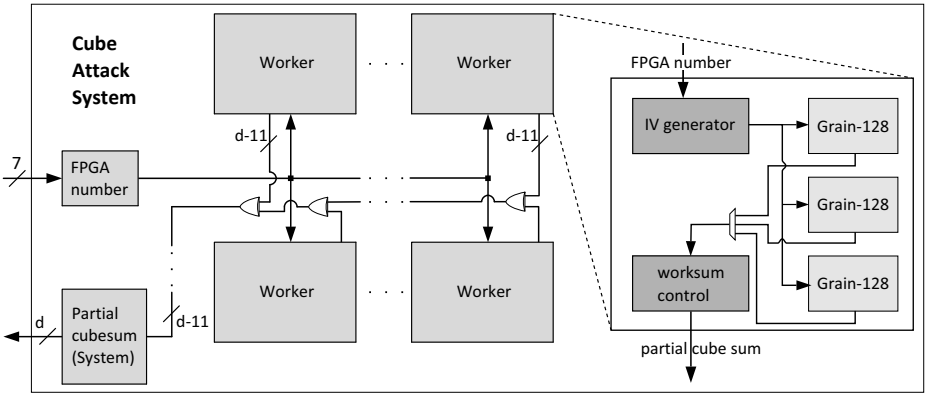 Cube
Attack
System
Worker
. . . .
Worker
d-11
d-11
7
FPGA
number
. . . .
. . . .
Worker
. . . .
Worker
d
Partial
cubesum
(System)
d-11
FPGA number
IV generator
Grain-128
Grain-128
worksum
control
Grain-128
partial cube sum